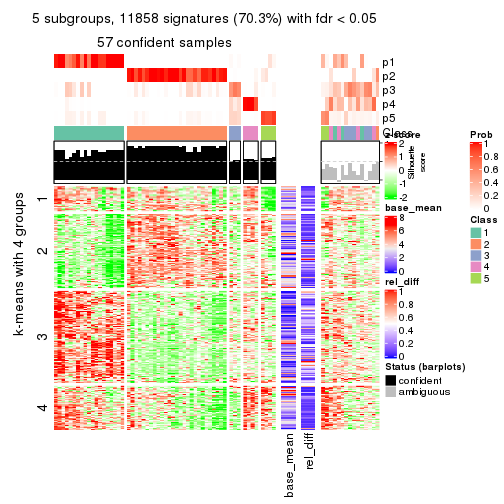 5 subgroups, 11858 signatures (70.3%) with fdr < 0.05
57 confident samples
p1
p2
p3
p4
p5
Class
Silhouette
score
k-means with 4 groups
1
2
3
4
base_mean
rel_diff
z-score
2
1
0
-1
-2
base_mean
8
6
4
2
0
rel_diff
1
0.8
0.6
0.4
0.2
0
Status (barplots)
confident
ambiguous
Prob
1
0.8
0.6
0.4
0.2
0
Class
1
2
3
4
5